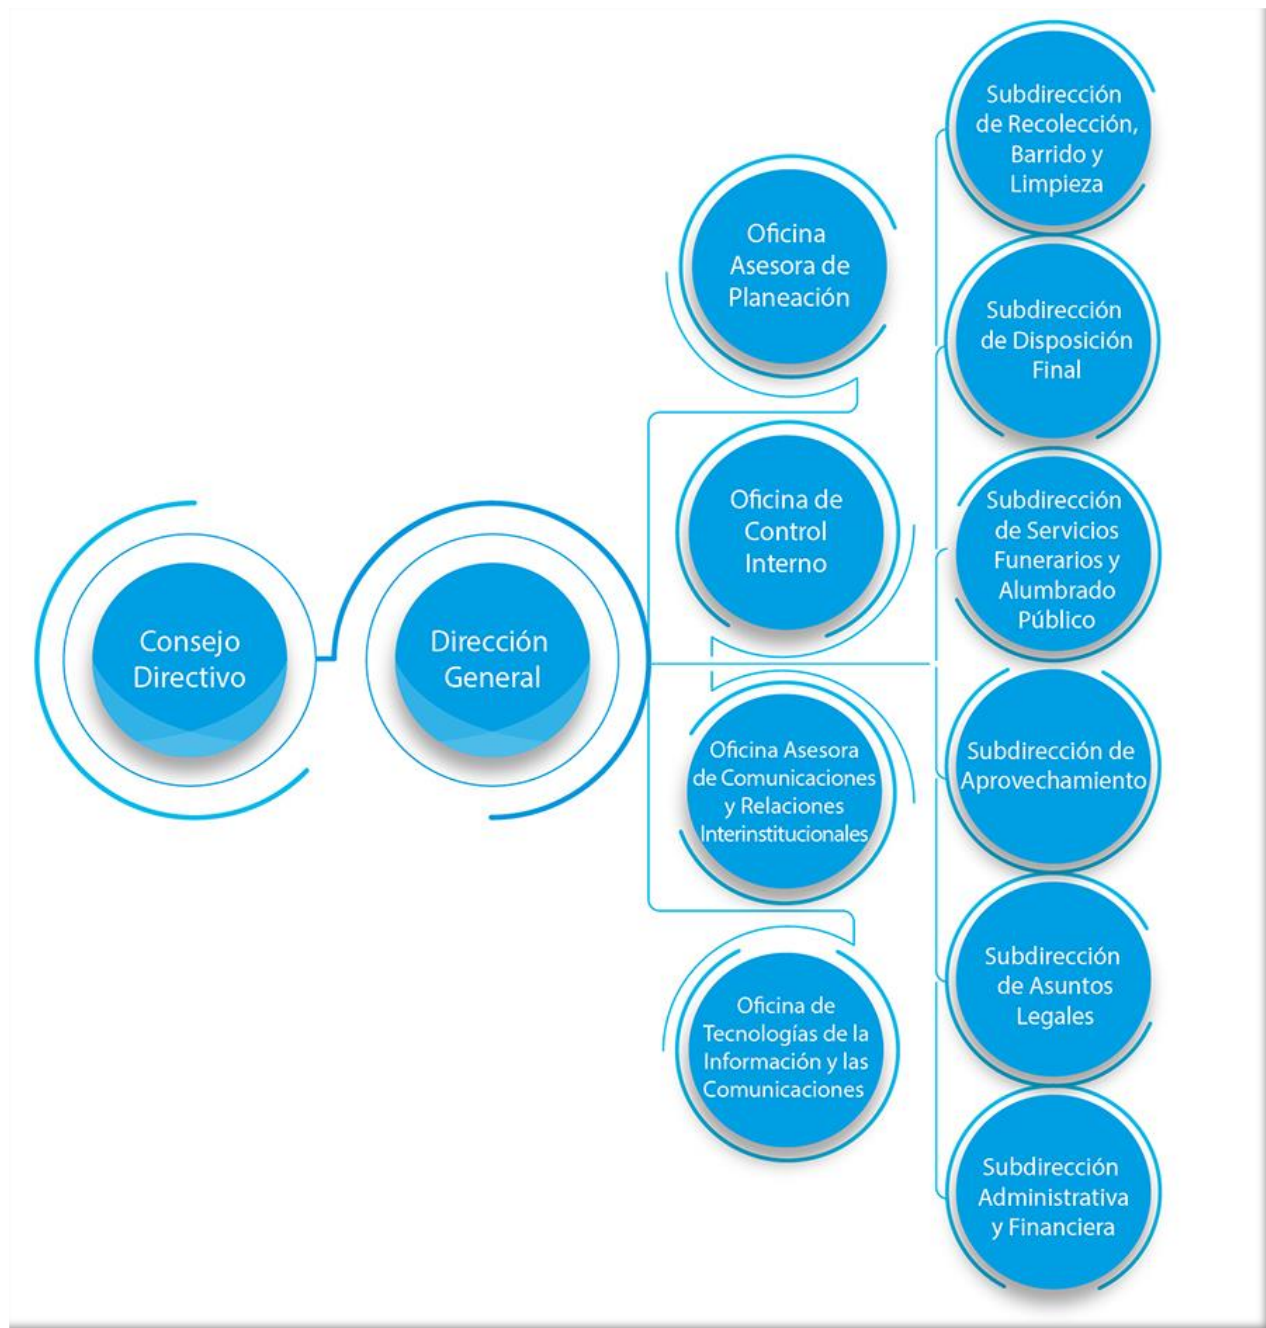 Consejo
Directivo
Dirección
General
Oficina
Asesora de
Planeación
Oficina de
Control
Interno
Oficina Asesora
de Comunicaciones
y Relaciones
Interinstitucionales
Oficina de
Tecnologías de la
Información y las
Comunicaciones
Subdirección
de Recolección,
Barrido y
Limpieza
Subdirección
de Disposición
Final
Subdirección
de Servicios
Funerarios y
Alumbrado
Público
Subdirección de
Aprovechamiento
Subdirección
de Asuntos
Legales
Subdirección
Administrativa
y Financiera